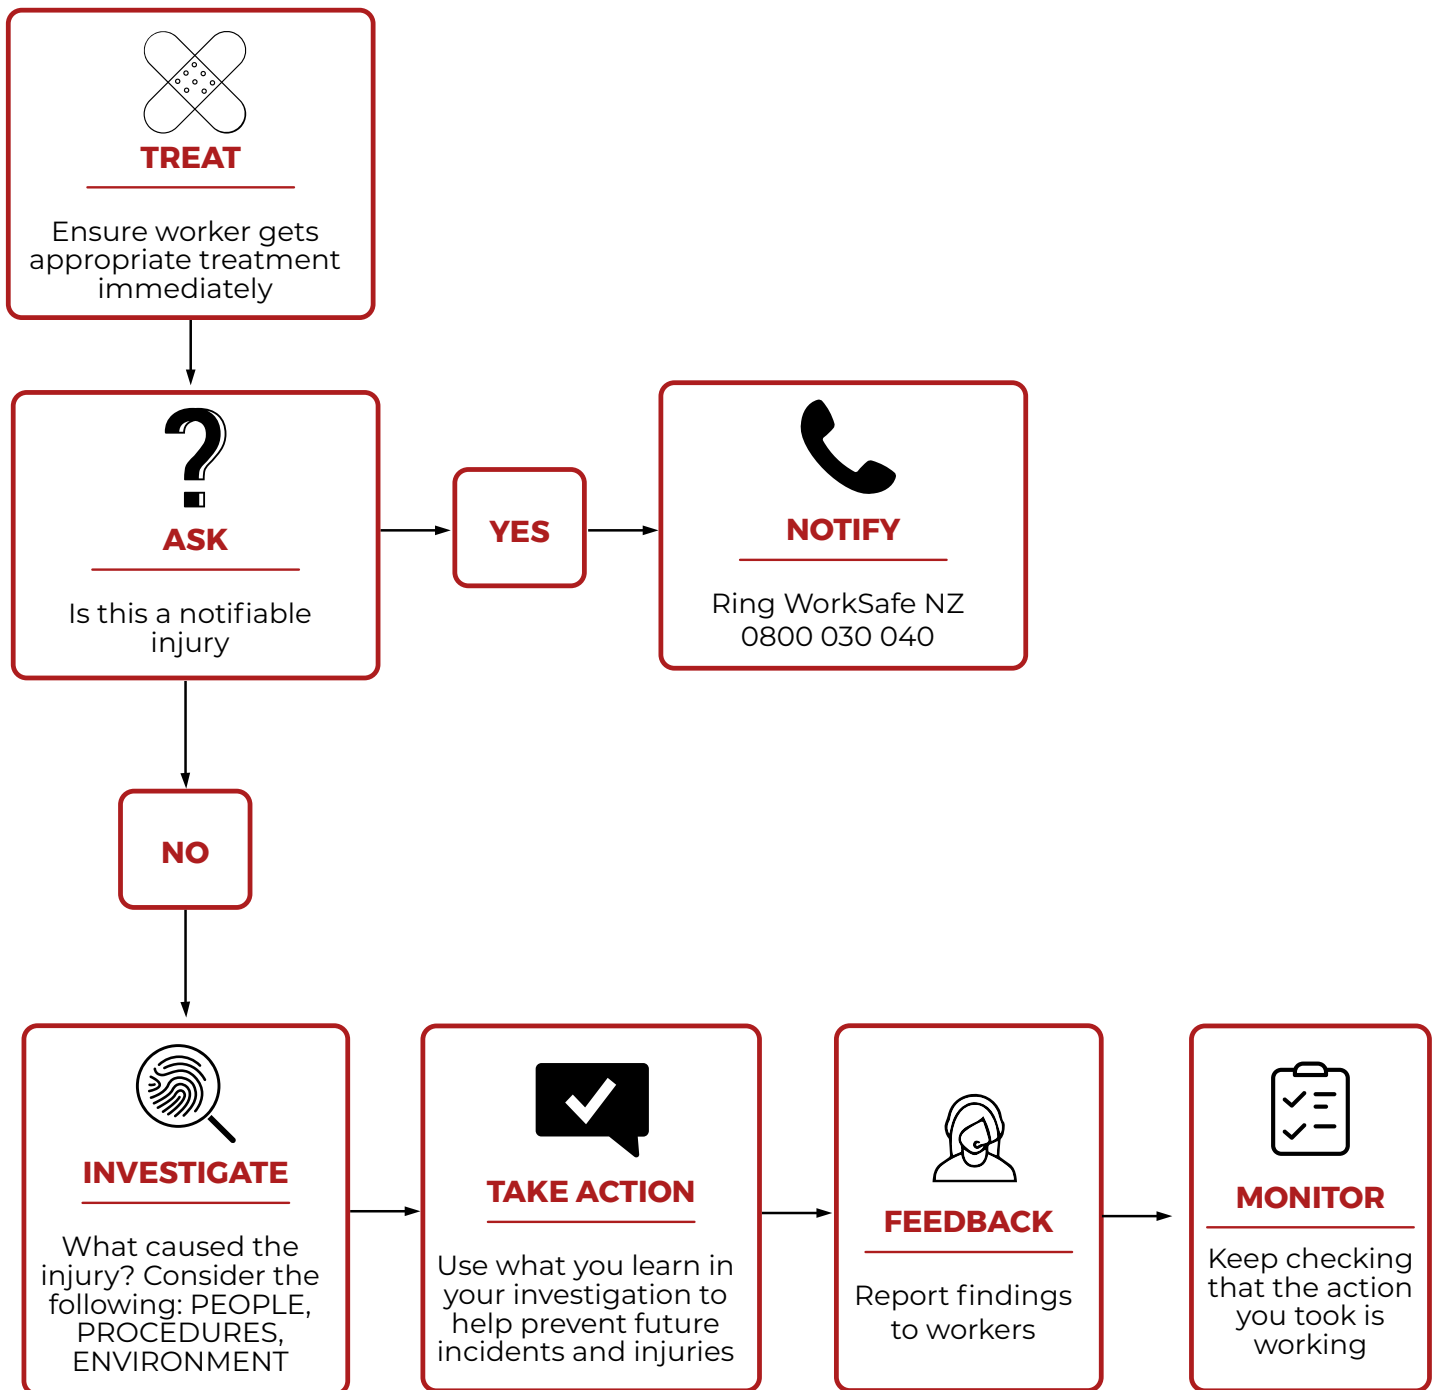 TREAT
Ensure worker gets
appropriate treatment
immediately
ASK
Is this a notifiable
injury
YES
NOTIFY
Ring WorkSafe NZ
0800 030 040
NO
INVESTIGATE
What caused the
injury? Consider the
following: PEOPLE,
PROCEDURES,
ENVIRONMENT
TAKE ACTION
Use what you learn in
your investigation to
help prevent future
incidents and injuries
FEEDBACK
Report findings
to workers
MONITOR
Keep checking
that the action
you took is
working